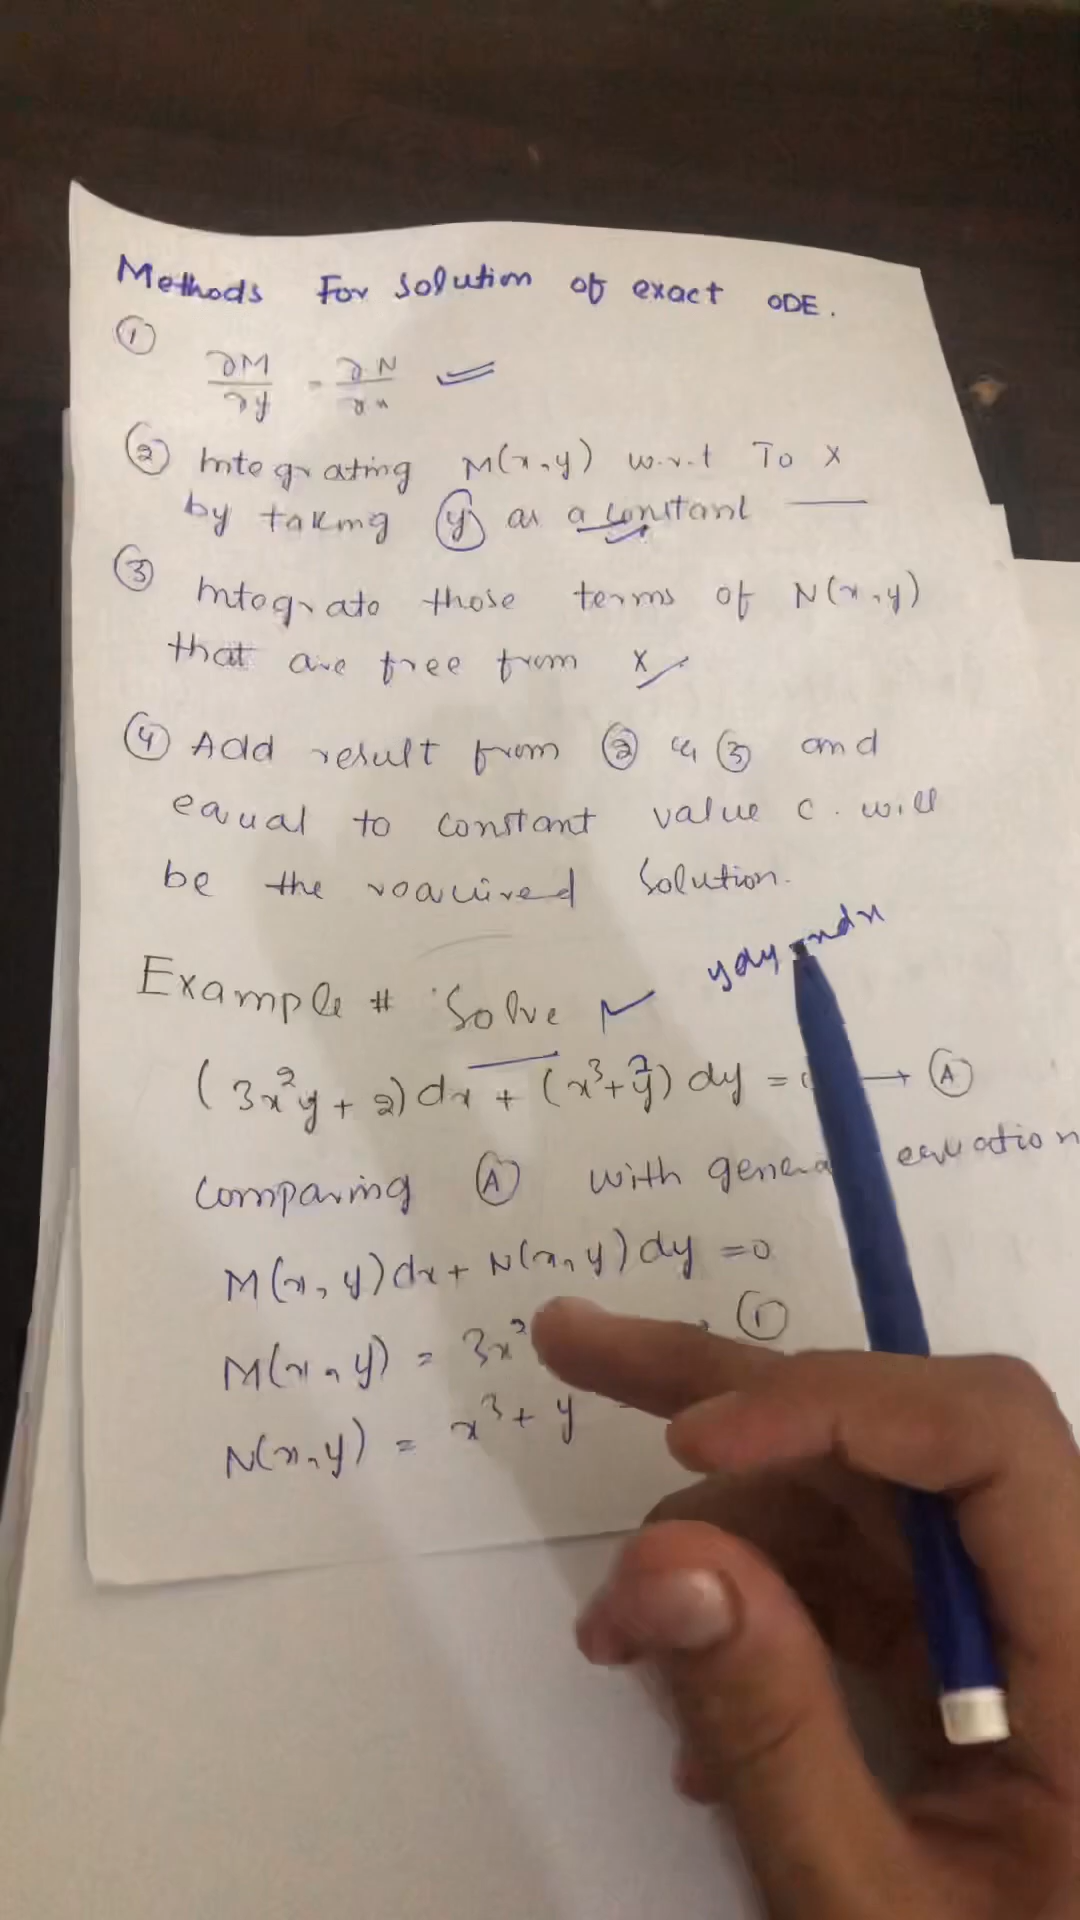 Methods For solution of exact ODE.
①
∂M/∂y = ∂N/∂x
② Integrating M(x,y) w.r.t To x
by taking y as a constant
③ Integrate those terms of N(x,y)
that are free from x
④ Add result from ② & ③ and
equal to constant value c. will
be the required Solution.
ydy xdx
Example # Solve
(3x²y + 2) dx + (x³+y) dy = → Ⓐ
comparing Ⓐ with general equation
M(x,y)dx + N(x,y)dy =0
M(x,y) = 3x² ①
N(x,y) = x³ + y